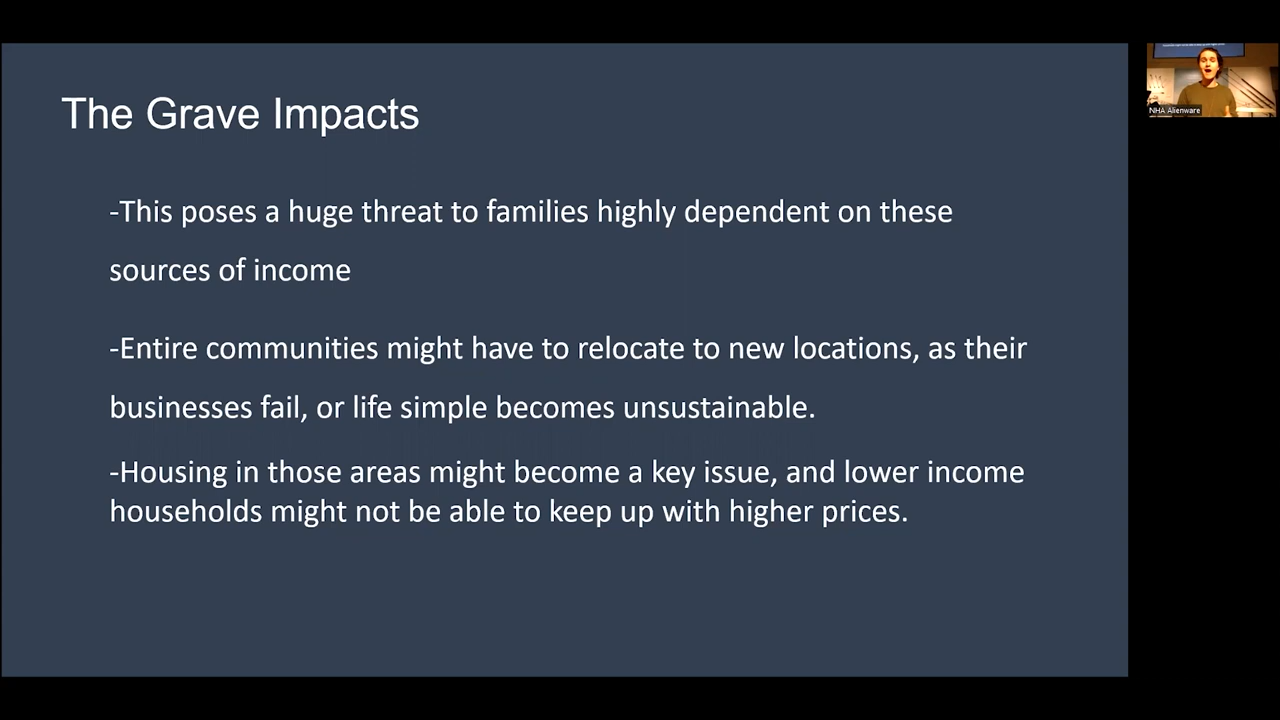 The Grave Impacts
-This poses a huge threat to families highly dependent on these
sources of income
-Entire communities might have to relocate to new locations, as their
businesses fail, or life simple becomes unsustainable.
-Housing in those areas might become a key issue, and lower income
households might not be able to keep up with higher prices.
NHA Alienware